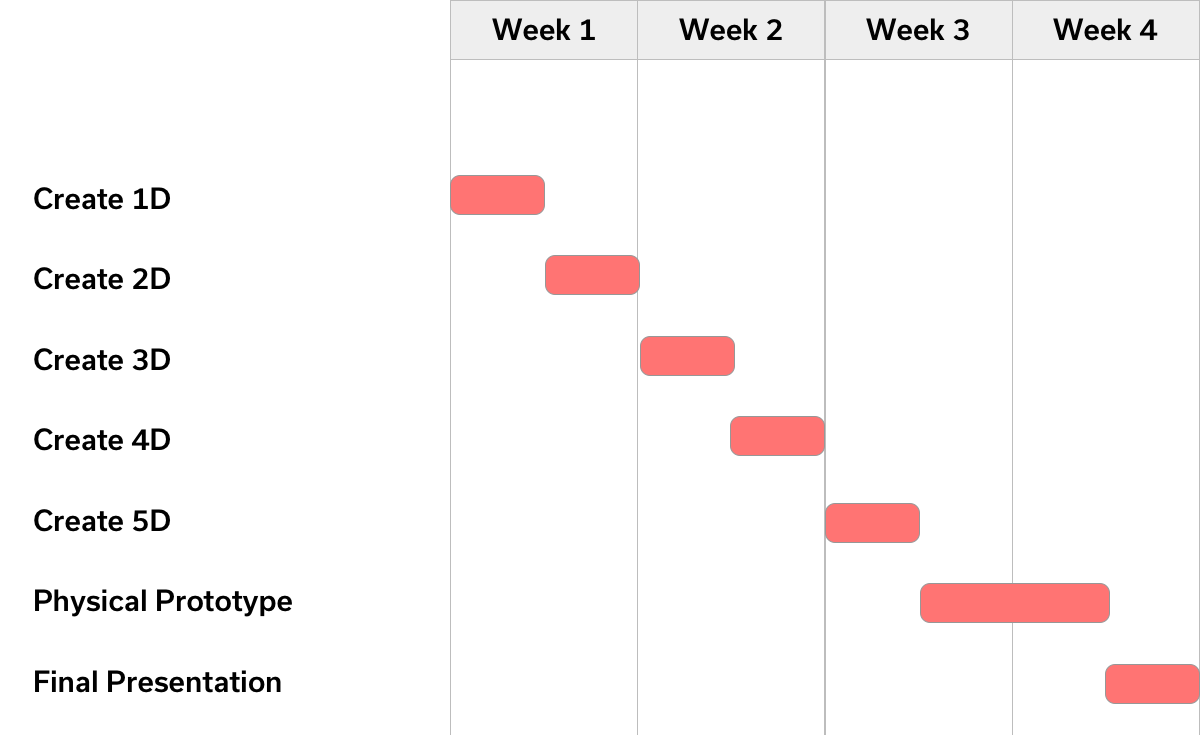 Week 1 Week 2 Week 3 Week 4
Create 1D
Create 2D
Create 3D
Create 4D
Create 5D
Physical Prototype
Final Presentation